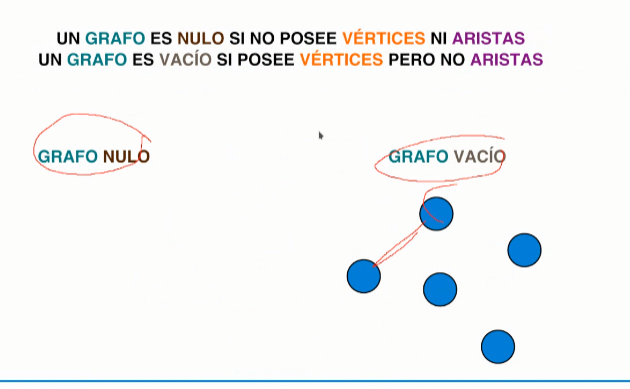 UN GRAFO ES NULO SI NO POSEE VÉRTICES NI ARISTAS
UN GRAFO ES VACÍO SI POSEE VÉRTICES PERO NO ARISTAS
GRAFO NULO
GRAFO VACÍO